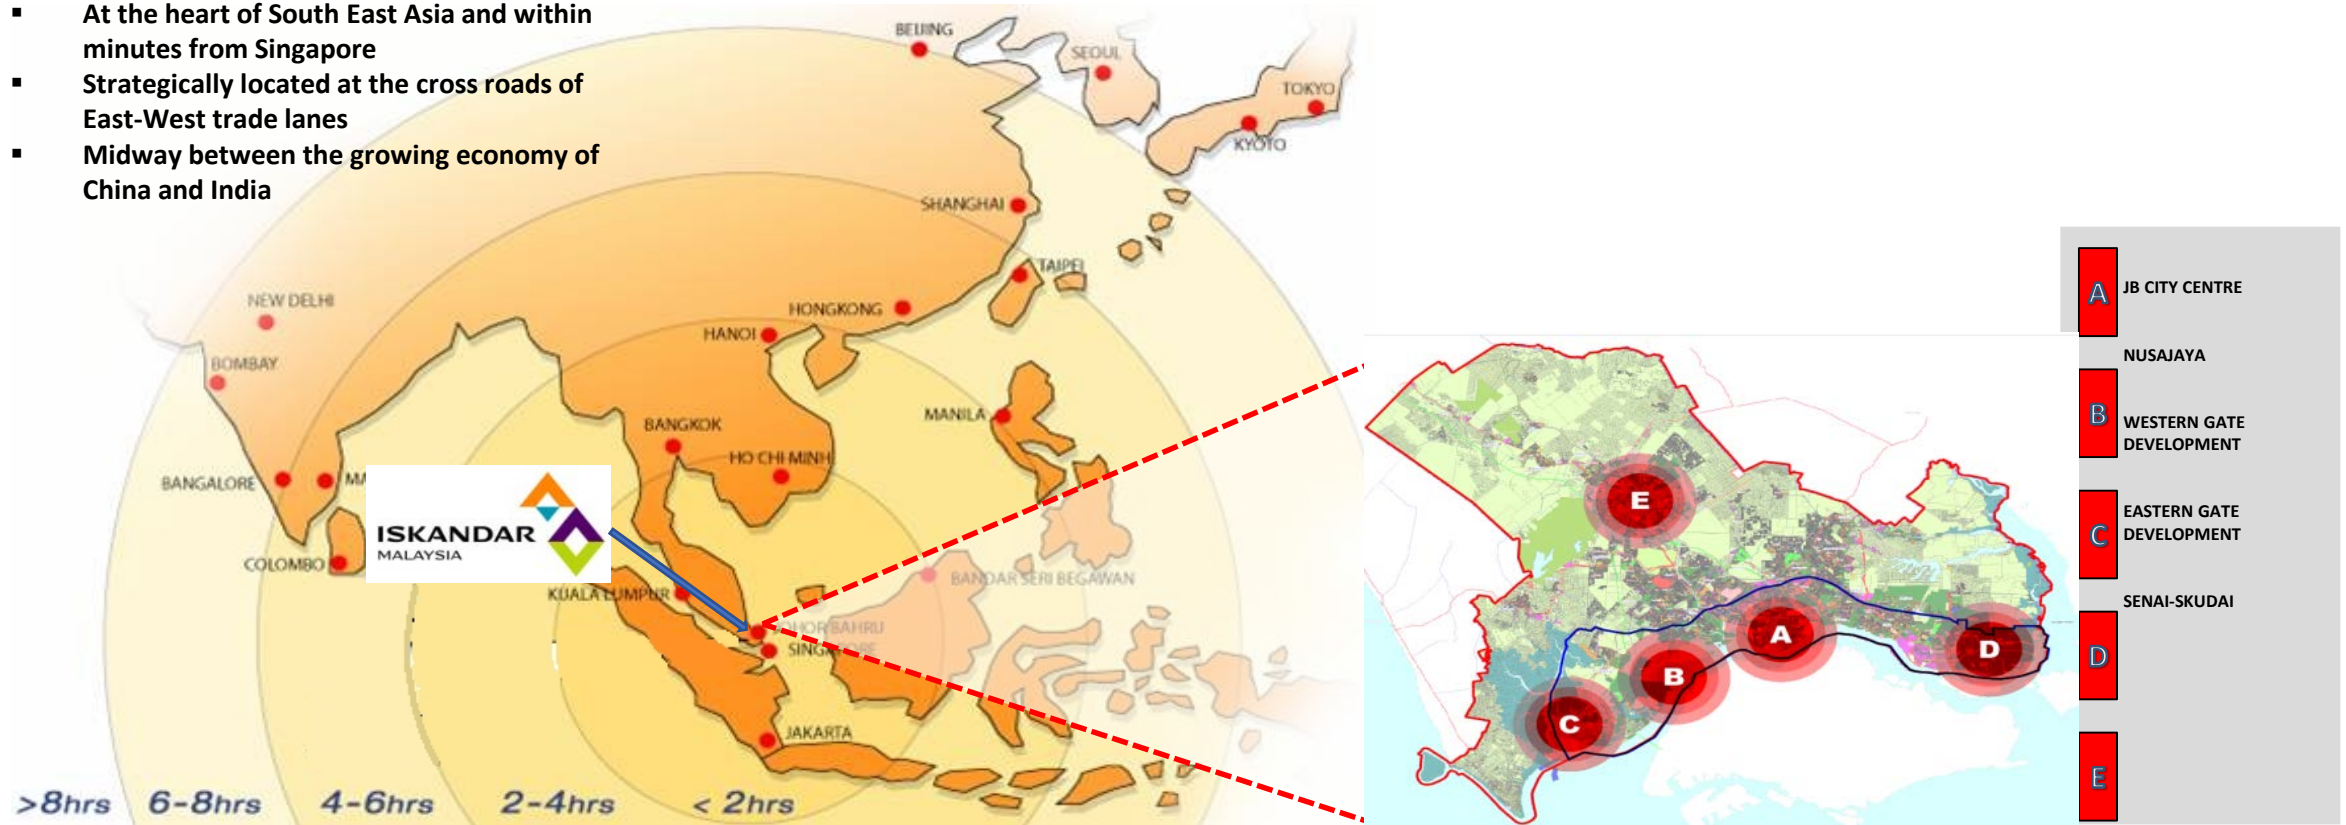 ▪ At the heart of South East Asia and within
minutes from Singapore
▪ Strategically located at the cross roads of
East-West trade lanes
▪ Midway between the growing economy of
China and India
BEIJING
SEOUL
TOKYO
KYOTO
SHANGHAI
TAIPEI
NEW DELHI
HONGKONG
HANOI
BOMBAY
MANILA
BANGKOK
HO CHI MINH
BANGALORE
MA
ISKANDAR
MALAYSIA
COLOMBO
KUALA LUMPUR
BANDAR SERI BEGAWAN
JOHOR BAHRU
SINGAPORE
JAKARTA
>8hrs 6-8hrs 4-6hrs 2-4hrs < 2hrs
E
A
B
C
D
A JB CITY CENTRE
NUSAJAYA
B
WESTERN GATE
DEVELOPMENT
C
EASTERN GATE
DEVELOPMENT
SENAI-SKUDAI
D
E